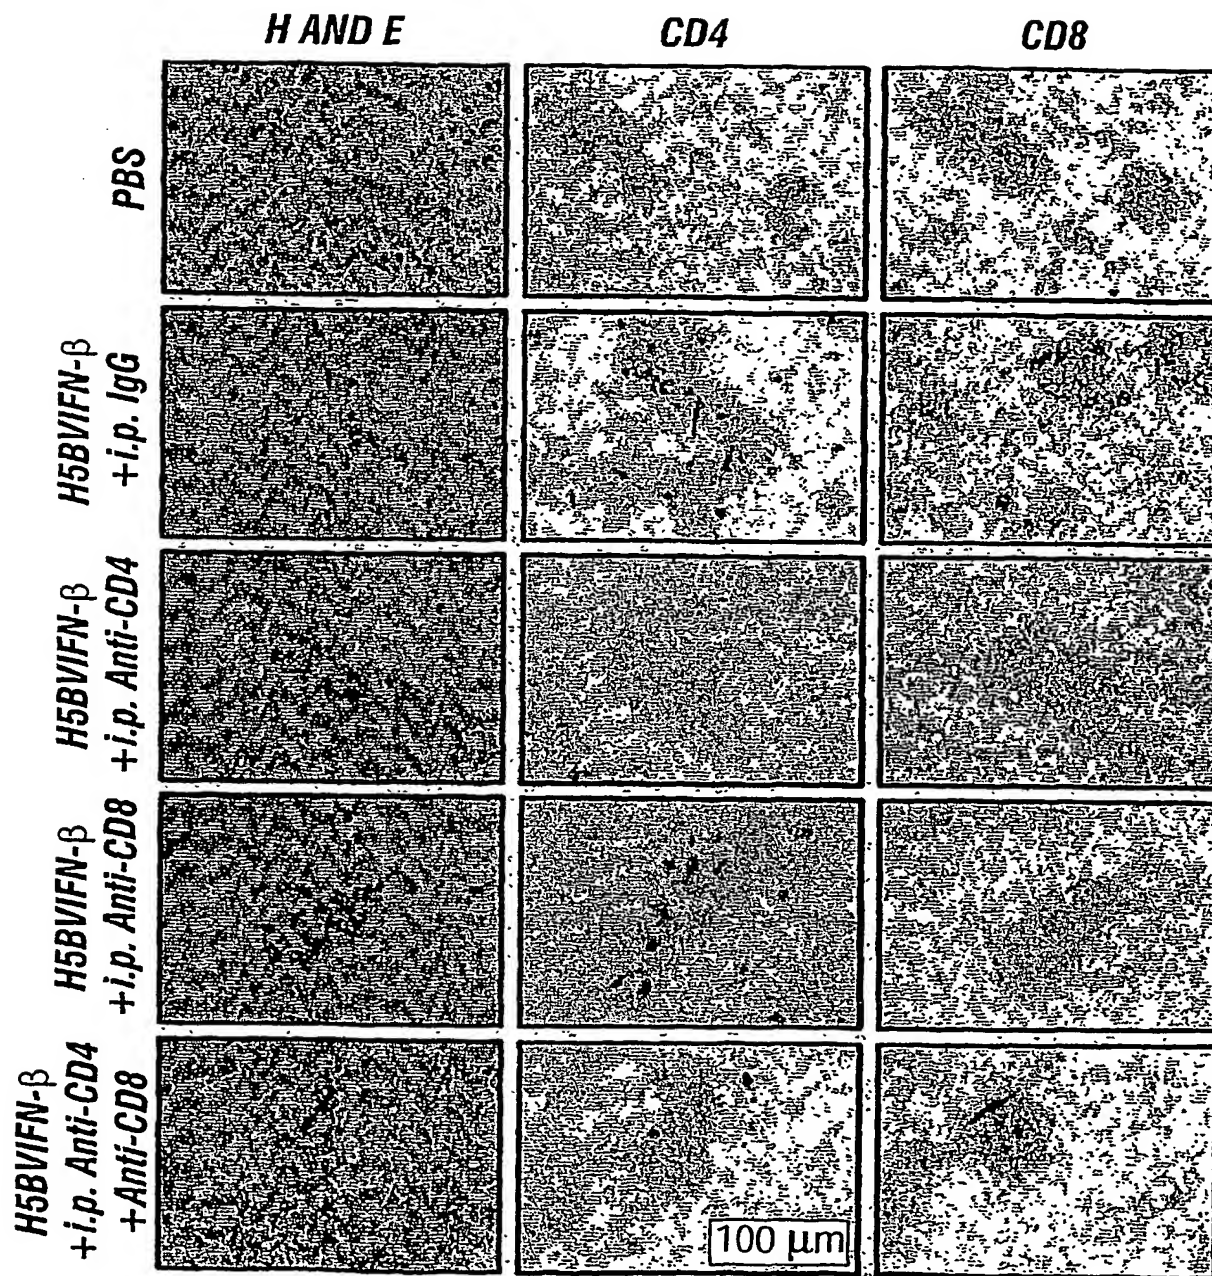 H AND E CD4 CD8
PBS
H5BVIFN-β
+i.p. IgG
H5BVIFN-β
+i.p. Anti-CD4
H5BVIFN-β
+i.p. Anti-CD8
H5BVIFN-β
+i.p. Anti-CD4
+Anti-CD8
100 μm